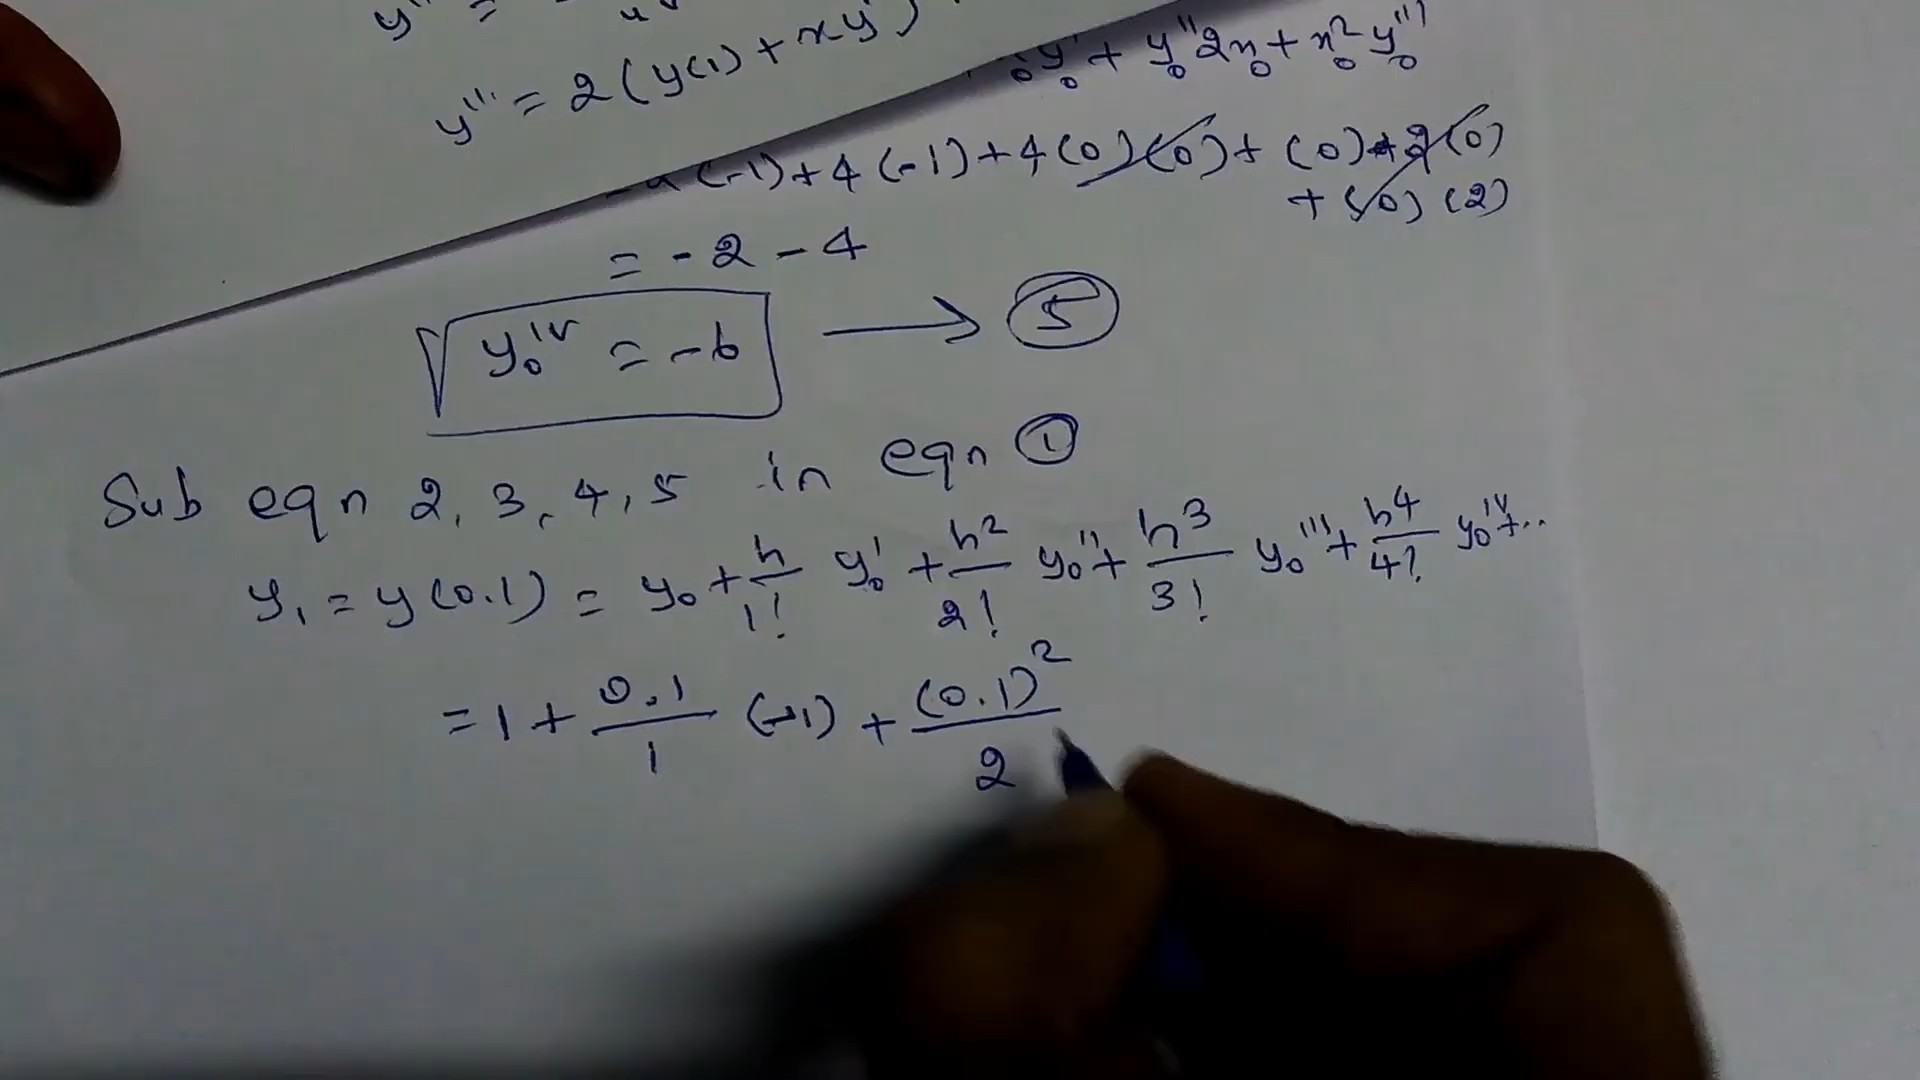 y'' =
y''' = 2 (y(1) + xy')
y₀' + y₀''2x₀ + x₀² y₀'''
(-1) + 4(-1) + 4(0)(0) + (0) + 2(0)
+ (0) (2)
= -2 - 4
y₀ⁱᵛ = -6 → ⑤
Sub eqn 2, 3, 4, 5 in eqn ①
y₁ = y(0.1) = y₀ + h/1! y₀' + h²/2! y₀'' + h³/3! y₀''' + h⁴/4! y₀ⁱᵛ + ..
= 1 + 0.1/1 (-1) + (0.1)²/2